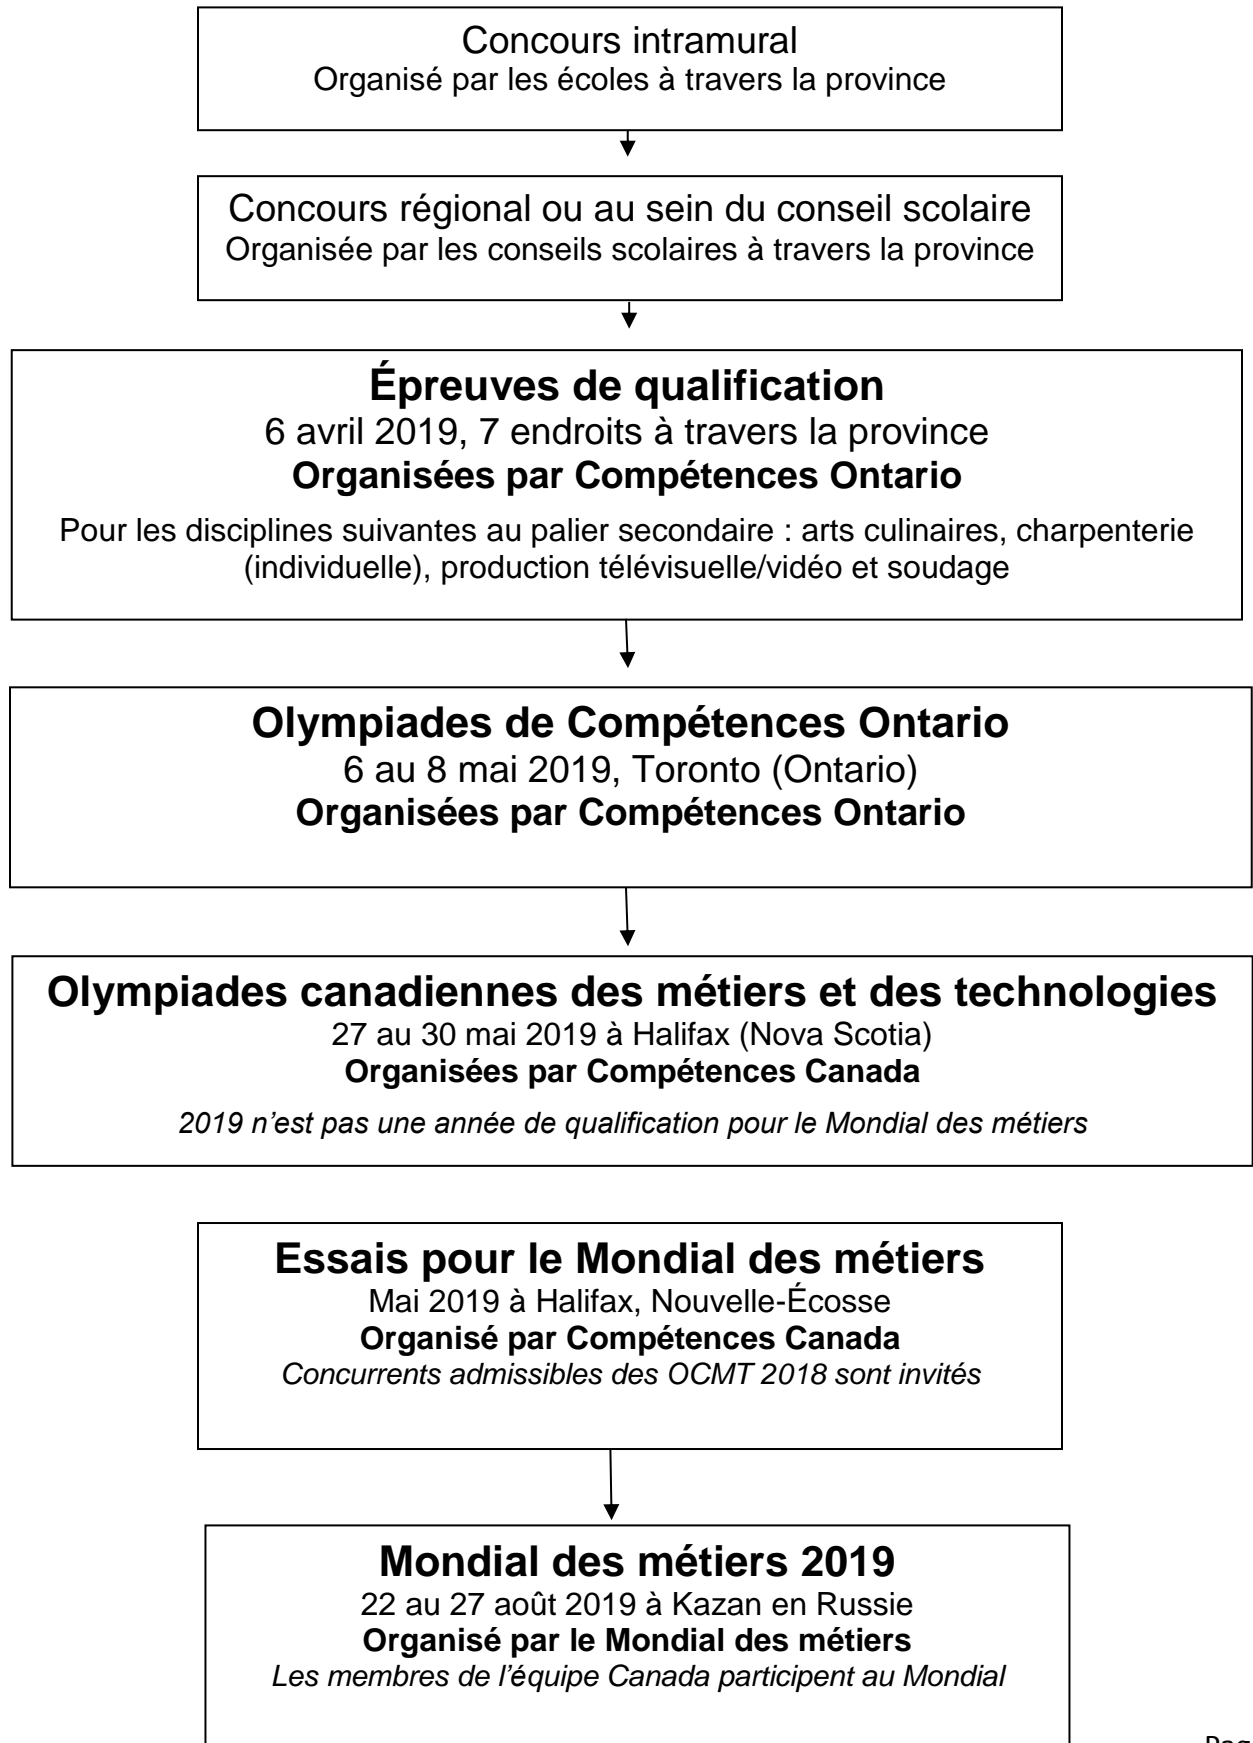 Concours intramural
Organisé par les écoles à travers la province
Concours régional ou au sein du conseil scolaire
Organisée par les conseils scolaires à travers la province
Épreuves de qualification
6 avril 2019, 7 endroits à travers la province
Organisées par Compétences Ontario
Pour les disciplines suivantes au palier secondaire : arts culinaires, charpenterie
(individuelle), production télévisuelle/vidéo et soudage
Olympiades de Compétences Ontario
6 au 8 mai 2019, Toronto (Ontario)
Organisées par Compétences Ontario
Olympiades canadiennes des métiers et des technologies
27 au 30 mai 2019 à Halifax (Nova Scotia)
Organisées par Compétences Canada
2019 n’est pas une année de qualification pour le Mondial des métiers
Essais pour le Mondial des métiers
Mai 2019 à Halifax, Nouvelle-Écosse
Organisé par Compétences Canada
Concurrents admissibles des OCMT 2018 sont invités
Mondial des métiers 2019
22 au 27 août 2019 à Kazan en Russie
Organisé par le Mondial des métiers
Les membres de l’équipe Canada participent au Mondial